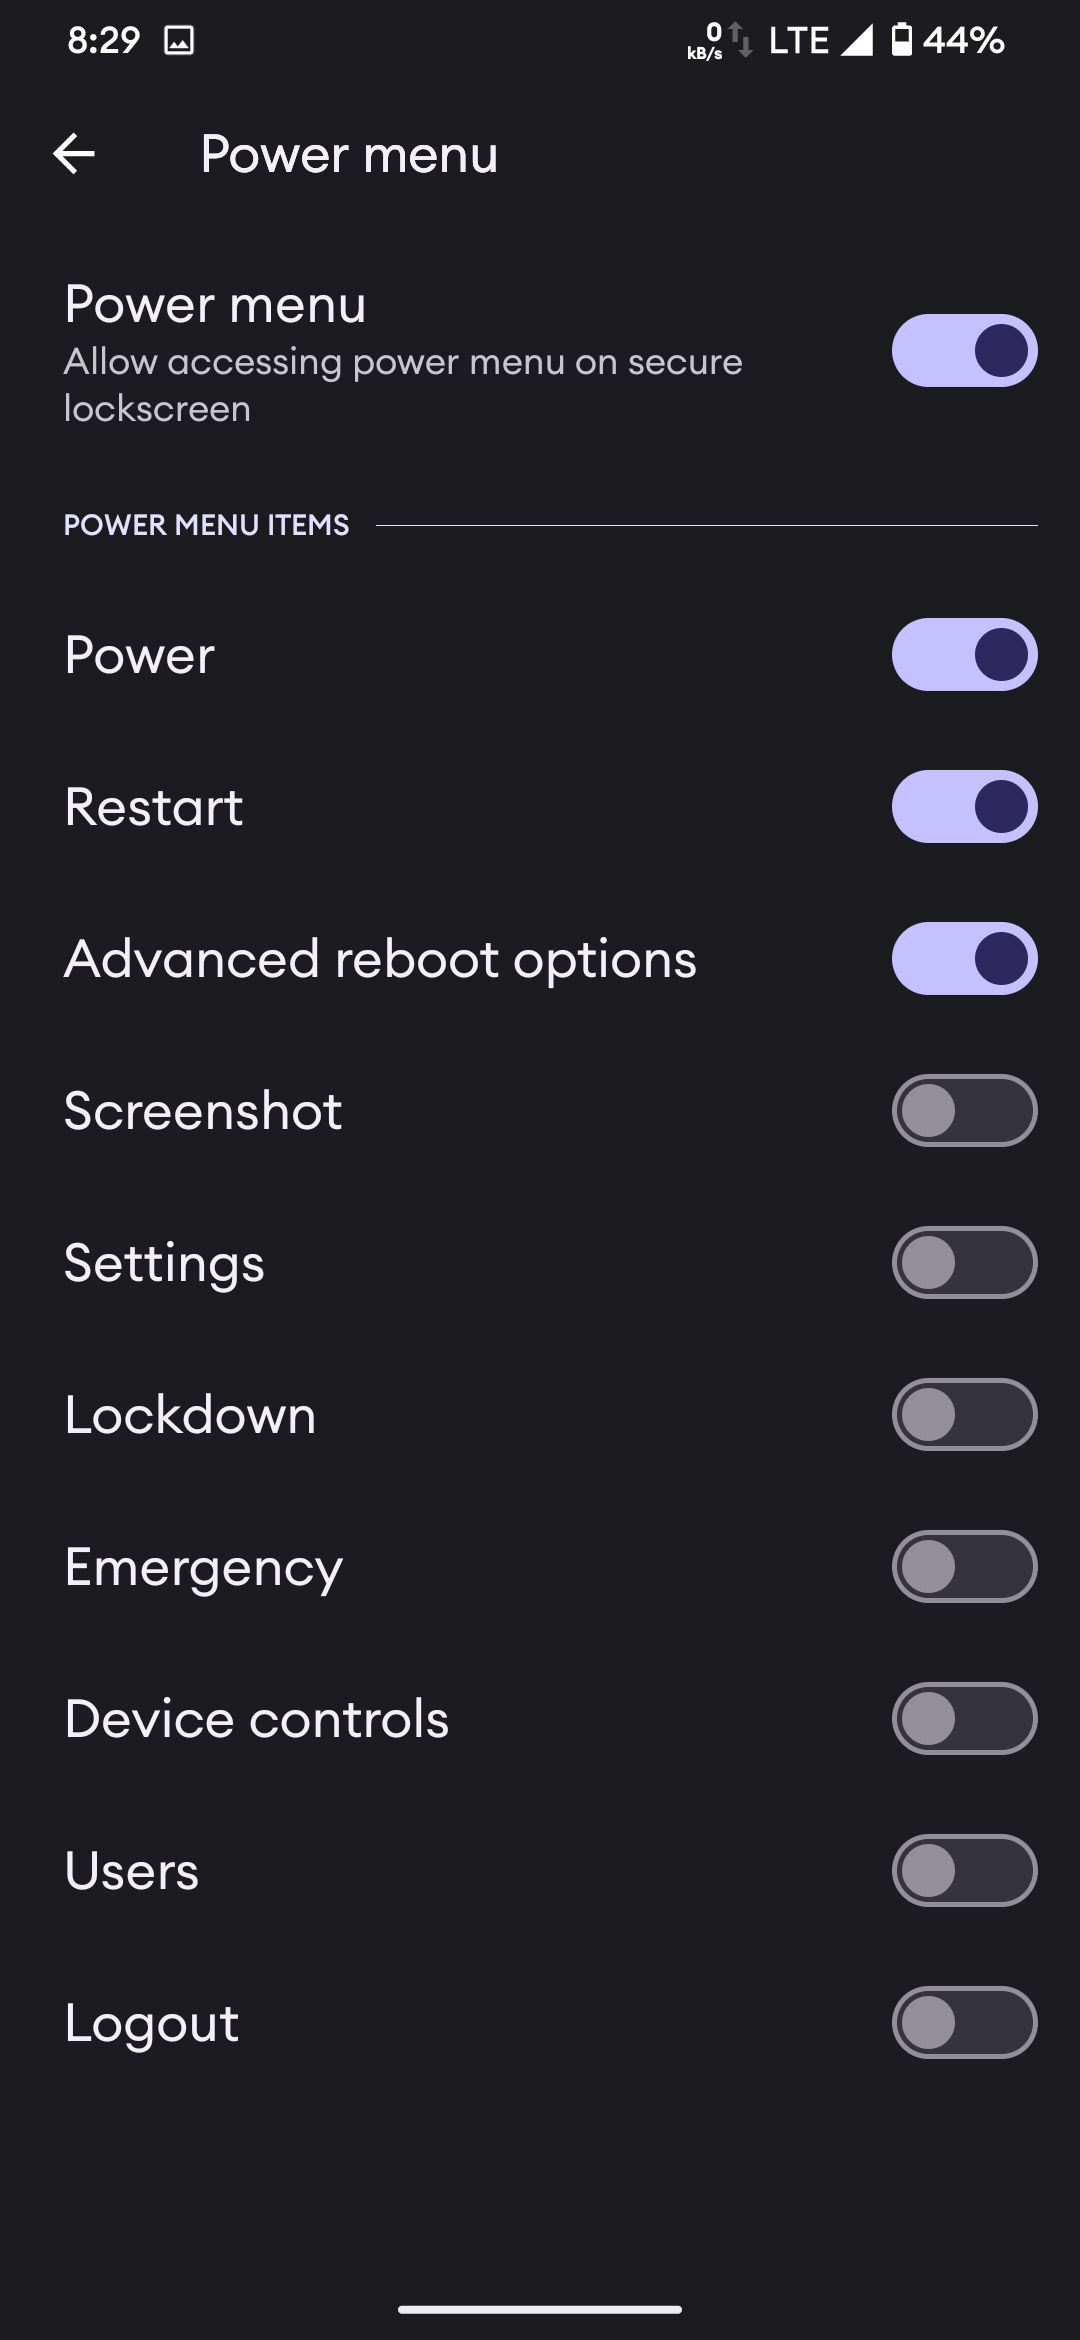 8:29 0 kB/s LTE 44%
Power menu
Power menu
Allow accessing power menu on secure
lockscreen
POWER MENU ITEMS
Power
Restart
Advanced reboot options
Screenshot
Settings
Lockdown
Emergency
Device controls
Users
Logout